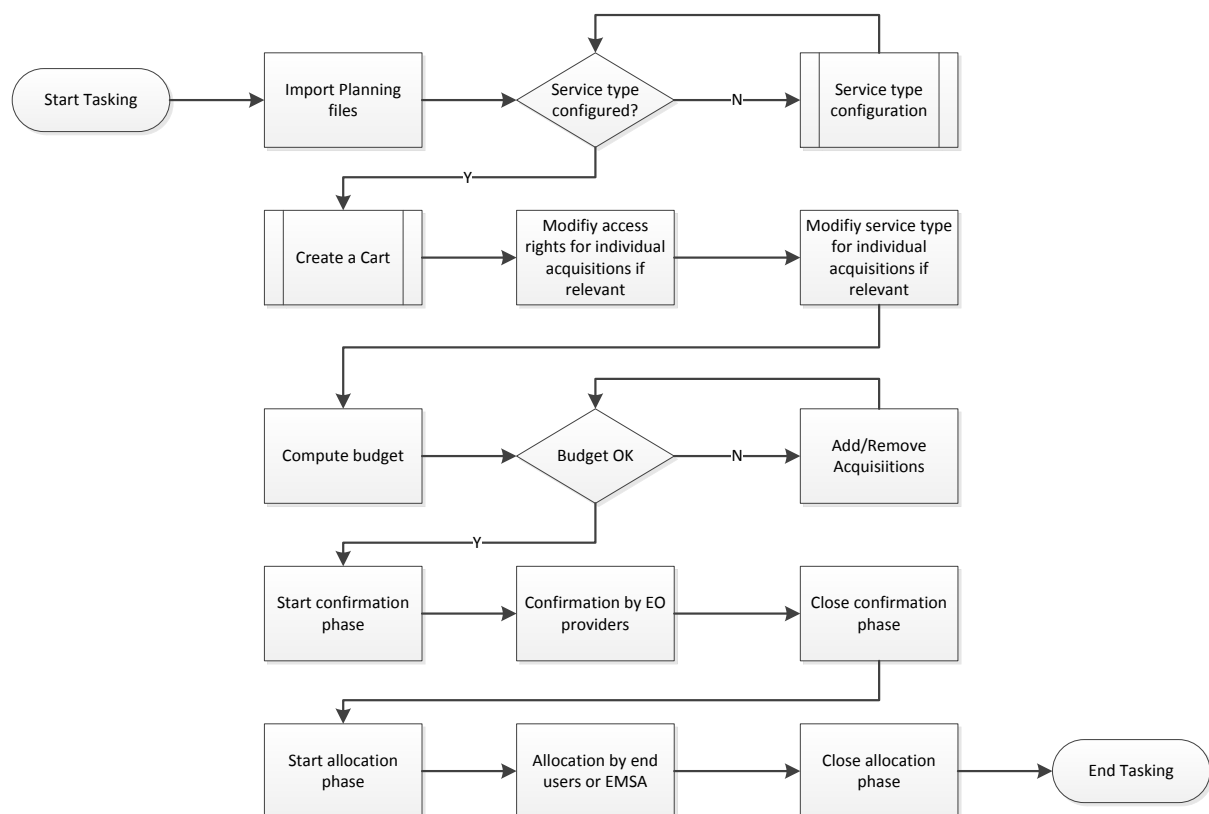 Start Tasking
Import Planning
files
Service type
configured?
N
Service type
configuration
Y
Create a Cart
Modifiy access
rights for individual
acquisitions if
relevant
Modifiy service type
for individual
acquisitions if
relevant
Compute budget
Budget OK
N
Add/Remove
Acquisiitions
Y
Start confirmation
phase
Confirmation by EO
providers
Close confirmation
phase
Start allocation
phase
Allocation by end
users or EMSA
Close allocation
phase
End Tasking